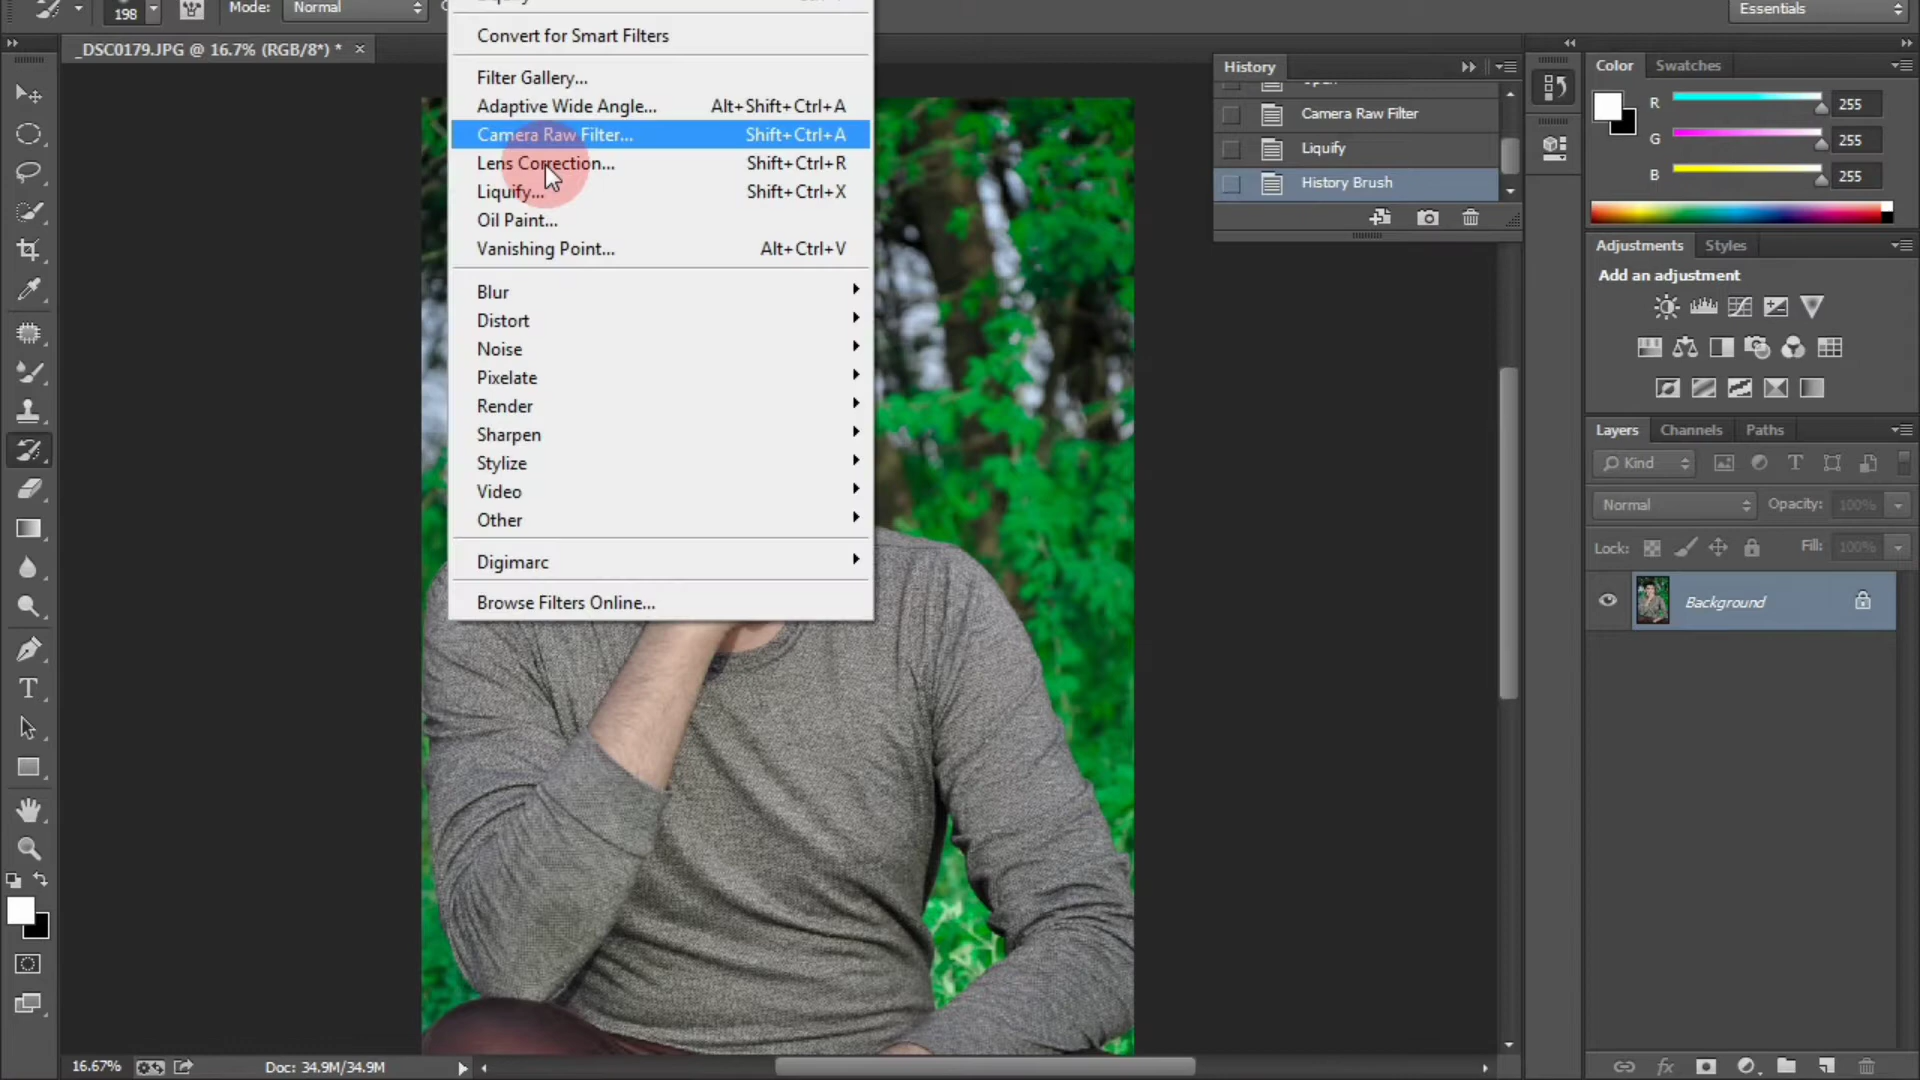 198
Mode:
Normal
Essentials
_DSC0179.JPG @ 16.7% (RGB/8*) *
Convert for Smart Filters
Filter Gallery...
Adaptive Wide Angle... Alt+Shift+Ctrl+A
Camera Raw Filter... Shift+Ctrl+A
Lens Correction... Shift+Ctrl+R
Liquify... Shift+Ctrl+X
Oil Paint...
Vanishing Point... Alt+Ctrl+V
Blur
Distort
Noise
Pixelate
Render
Sharpen
Stylize
Video
Other
Digimarc
Browse Filters Online...
History
Camera Raw Filter
Liquify
History Brush
Color Swatches
R 255
G 255
B 255
Adjustments Styles
Add an adjustment
Layers Channels Paths
Kind
Normal Opacity: 100%
Lock: Fill: 100%
Background
16.67% Doc: 34.9M/34.9M